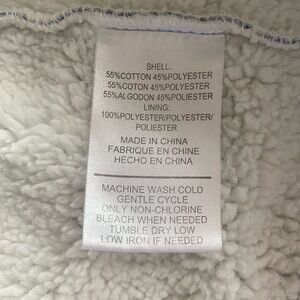 SHELL:
55%COTTON 45%POLYESTER
55%COTON 45%POLYESTER
55%ALGODON 45%POLIESTER
LINING:
100%POLYESTER/POLYESTER/
POLIESTER
MADE IN CHINA
FABRIQUE EN CHINE
HECHO EN CHINA
MACHINE WASH COLD
GENTLE CYCLE
ONLY NON-CHLORINE
BLEACH WHEN NEEDED
TUMBLE DRY LOW
LOW IRON IF NEEDED